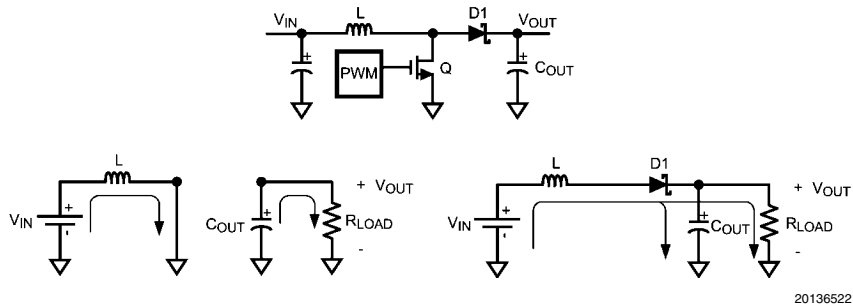 VIN L D1 VOUT
+ +
PWM Q COUT
L
VIN + -
COUT + RLOAD + VOUT -
L D1
VIN + -
+ COUT RLOAD + VOUT -
20136522